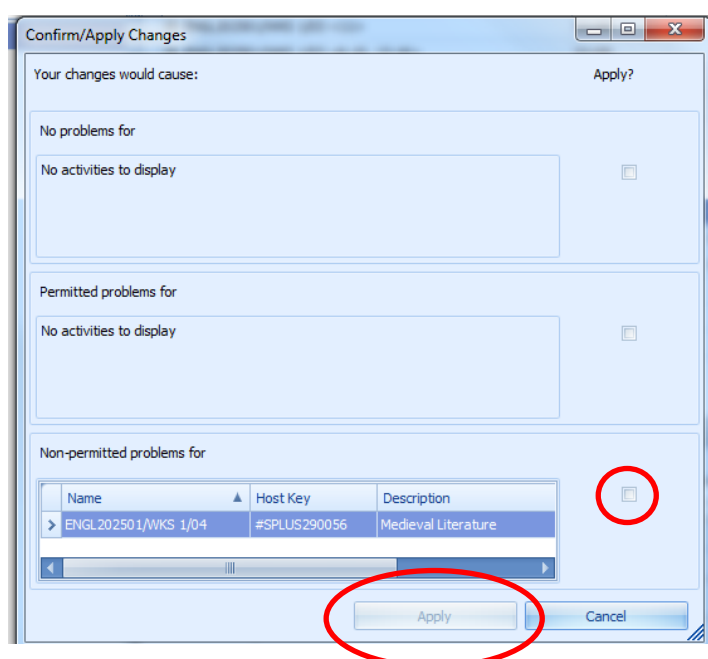 Confirm/Apply Changes
Your changes would cause: Apply?
No problems for
No activities to display
Permitted problems for
No activities to display
Non-permitted problems for
Name Host Key Description
ENGL202501/WKS 1/04 #SPLUS290056 Medieval Literature
Apply Cancel